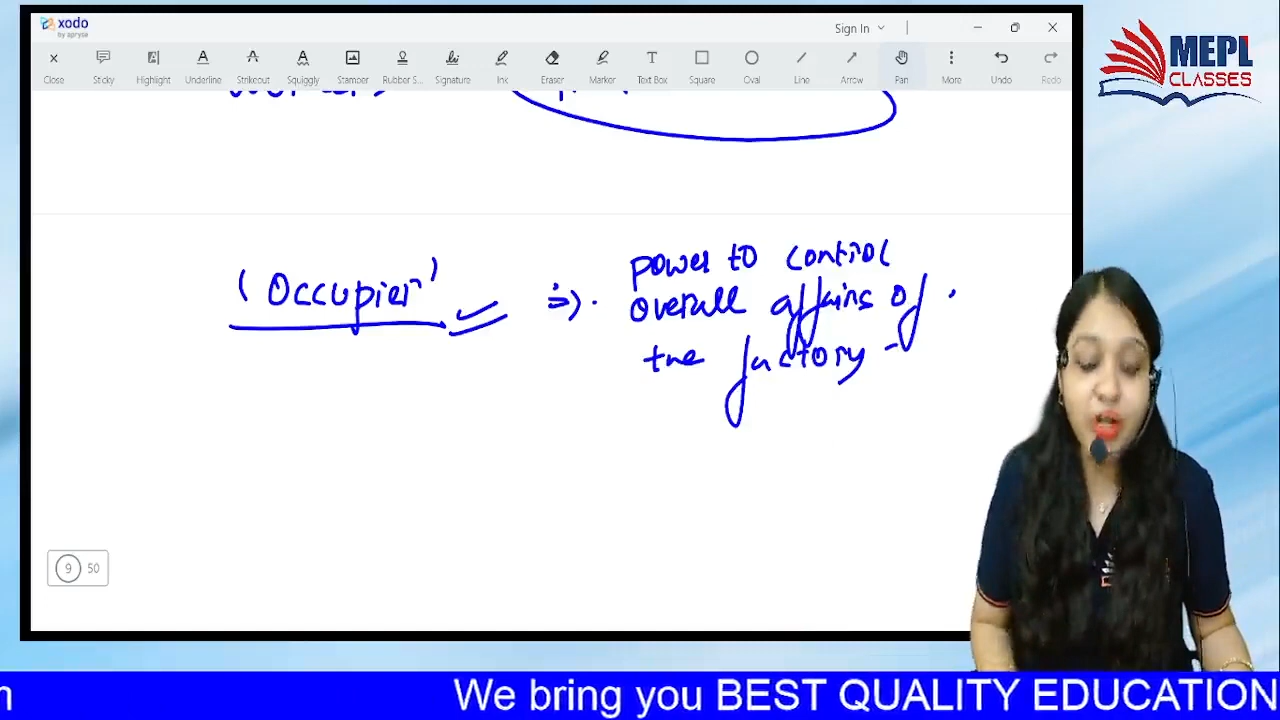 xodo
by apryse
Sign In
Close Sticky Highlight Underline Strikeout Squiggly Stamper Rubber S... Signature Ink Eraser Marker Text Box Square Oval Line Arrow Pan More Undo Redo
MEPL
CLASSES
(Occupier) ⇒ power to control
overall affairs of
the factory -
9 50
We bring you BEST QUALITY EDUCATION